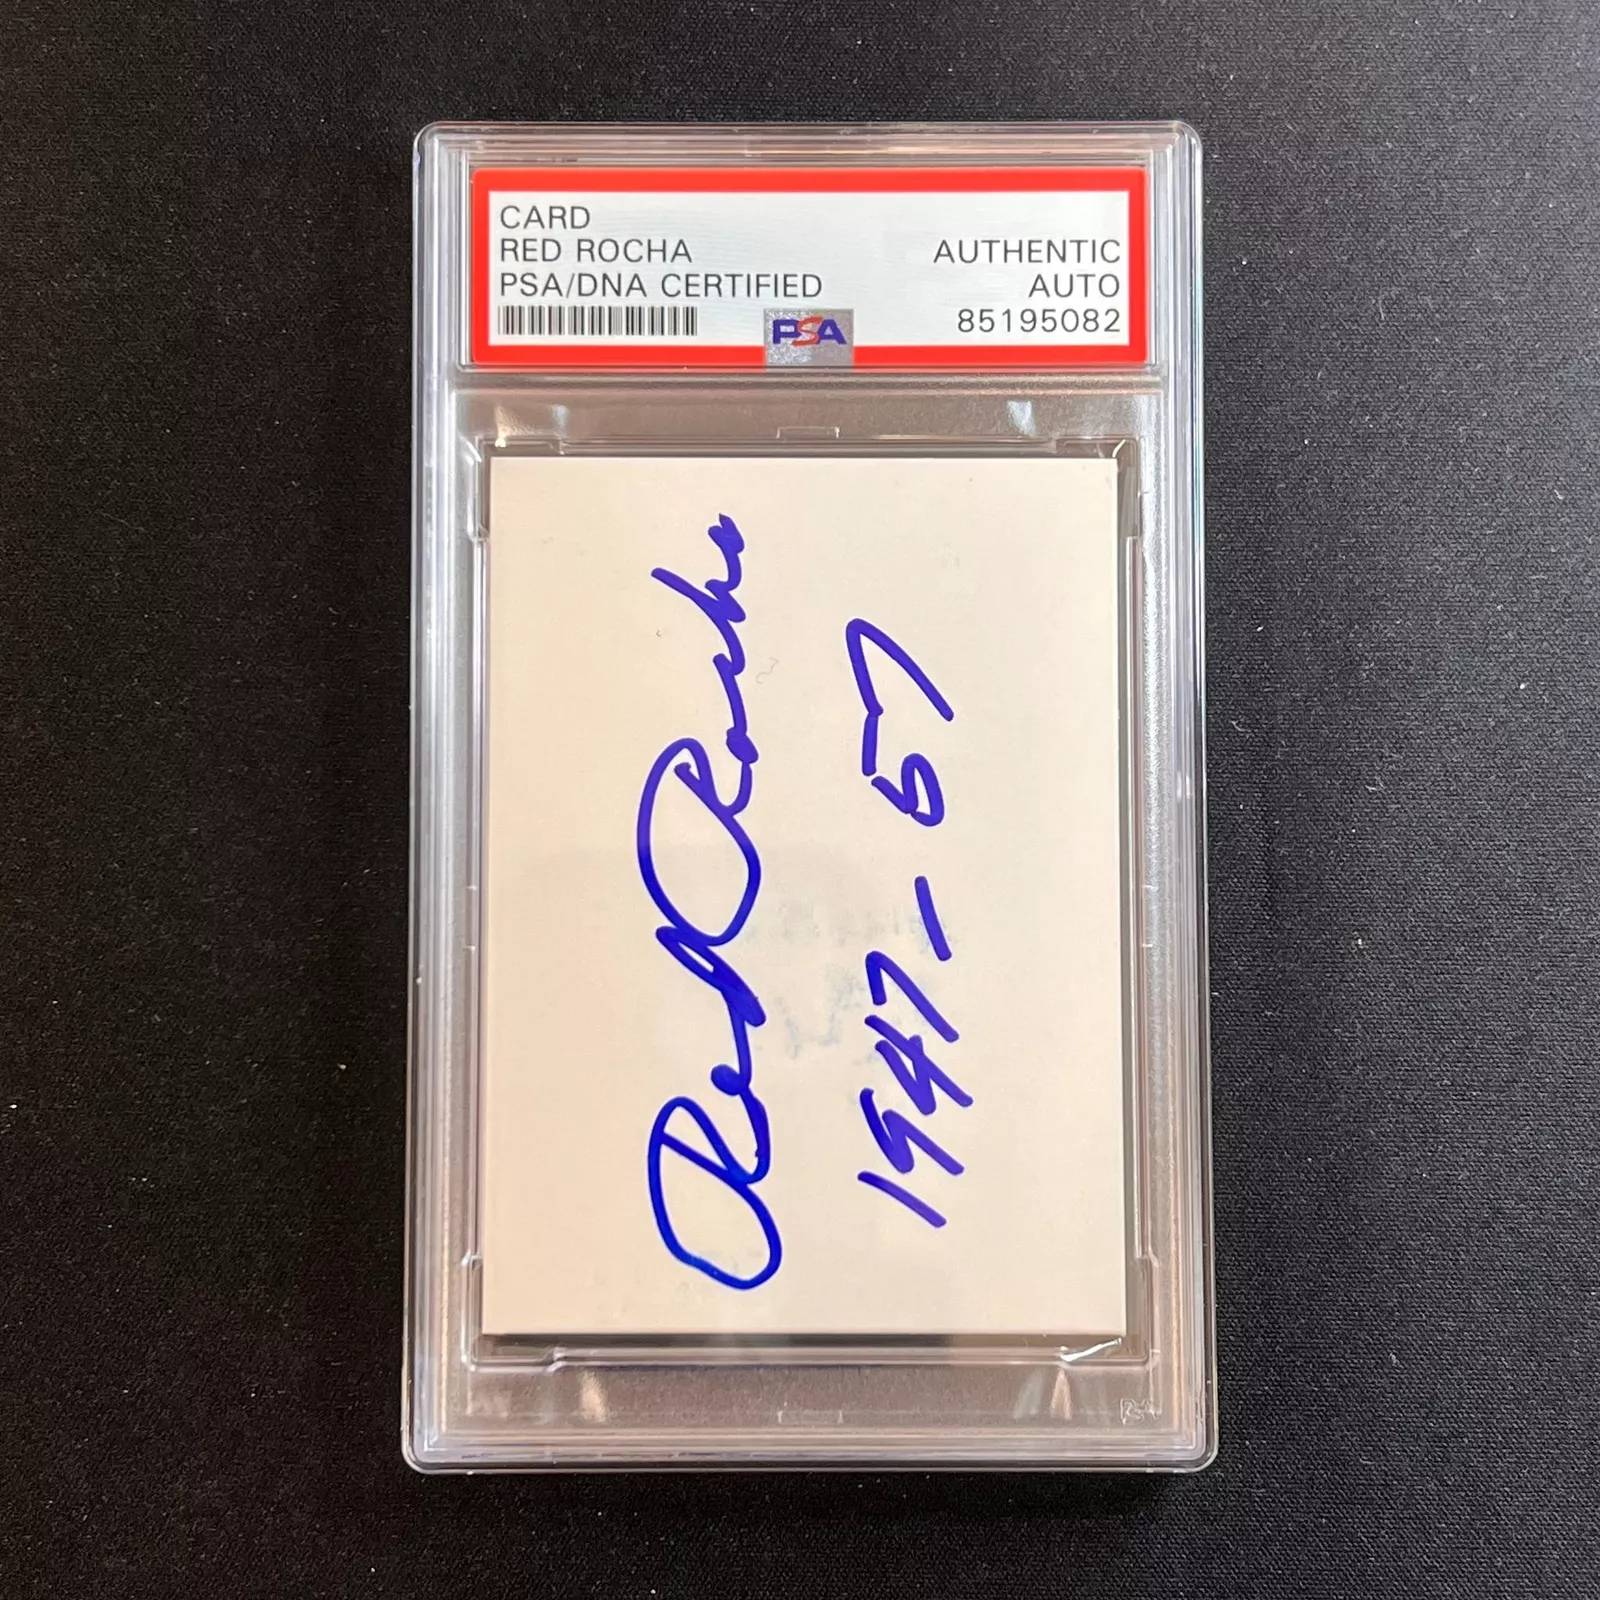 CARD
RED ROCHA
PSA/DNA CERTIFIED
AUTHENTIC
AUTO
85195082
PSA
Red Rocha
1947-57